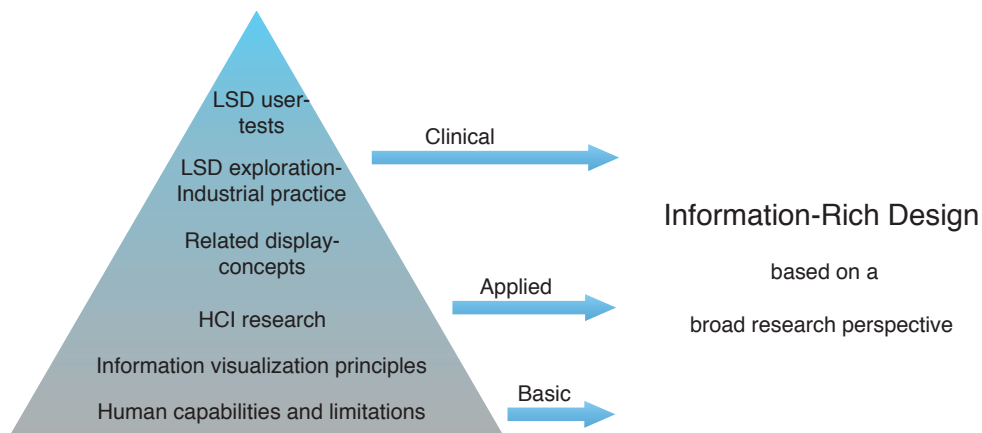 LSD user-
tests
LSD exploration-
Industrial practice
Related display-
concepts
HCI research
Information visualization principles
Human capabilities and limitations
Clinical
Applied
Basic
Information-Rich Design
based on a
broad research perspective